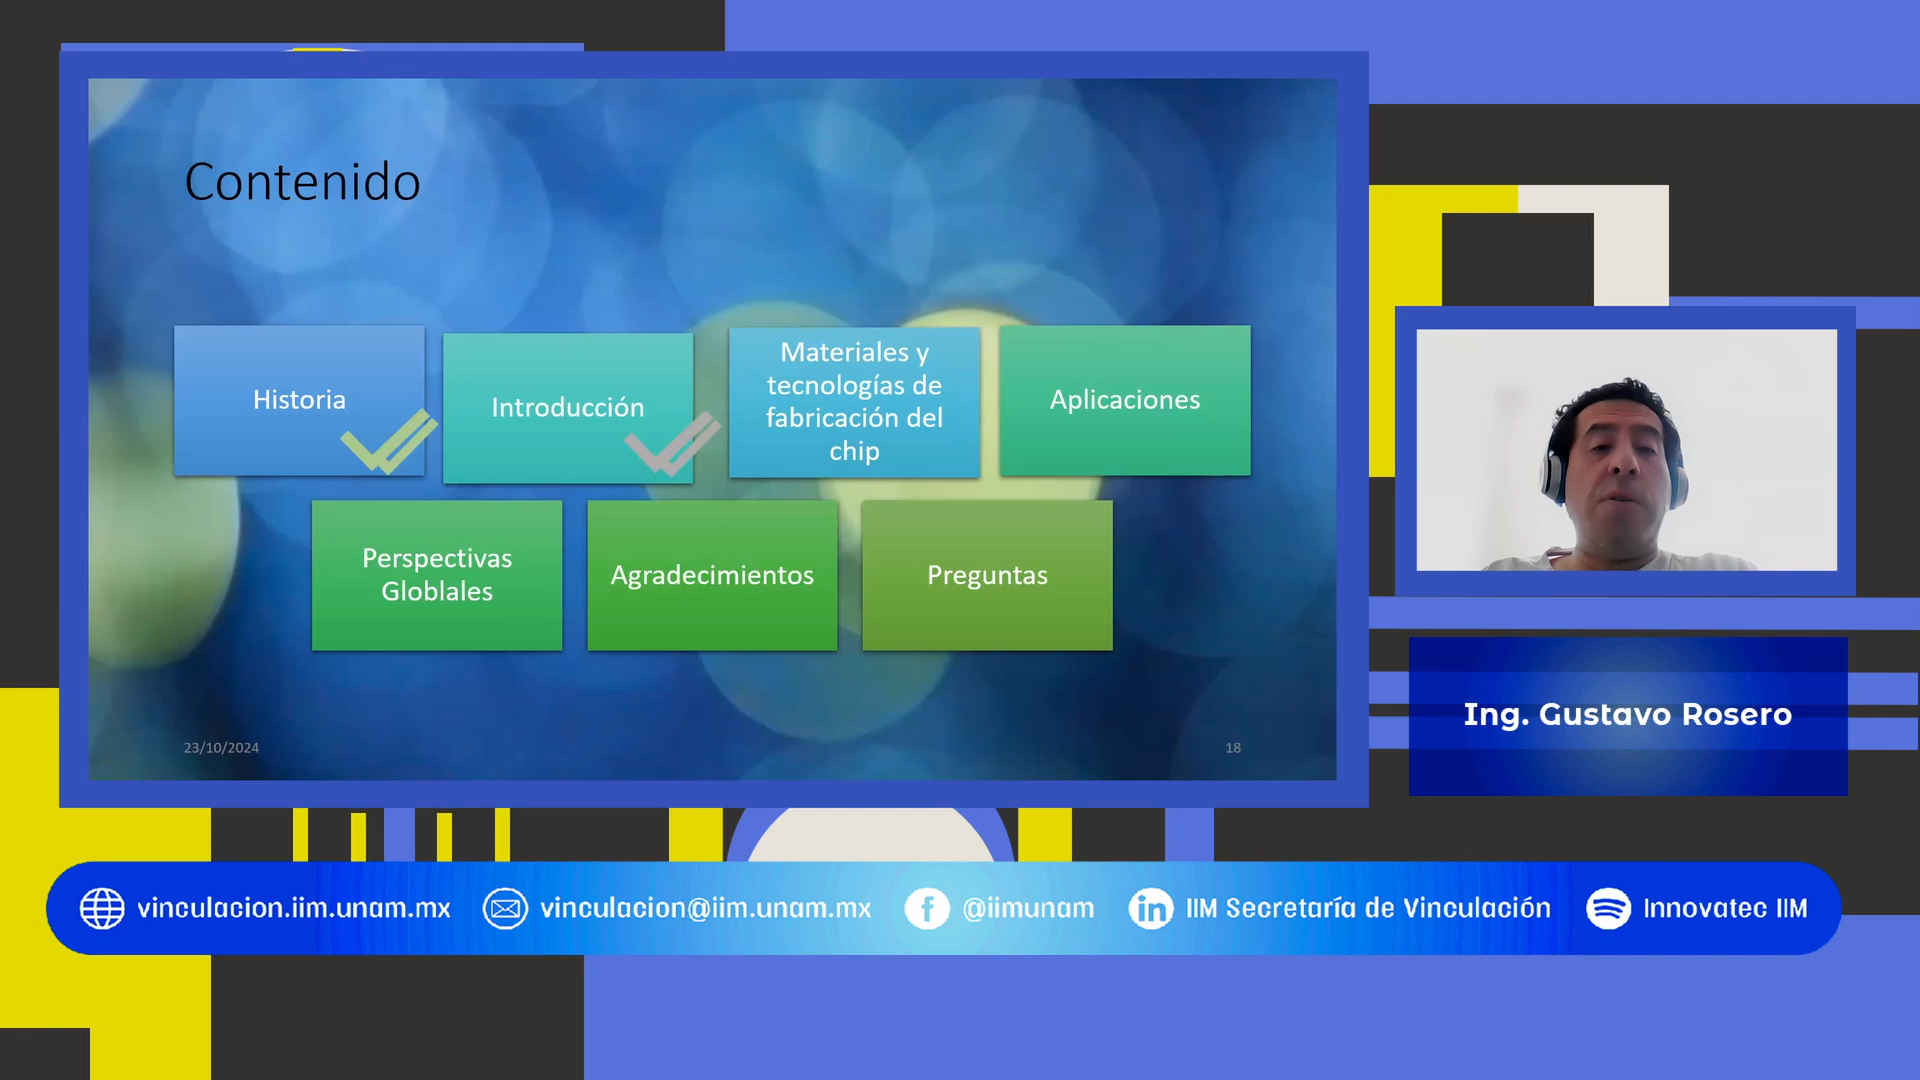 Contenido
Historia
Introducción
Materiales y
tecnologías de
fabricación del
chip
Aplicaciones
Perspectivas
Globlales
Agradecimientos
Preguntas
23/10/2024
18
Ing. Gustavo Rosero
vinculacion.iim.unam.mx
vinculacion@iim.unam.mx
@iimunam
IIM Secretaría de Vinculación
Innovatec IIM